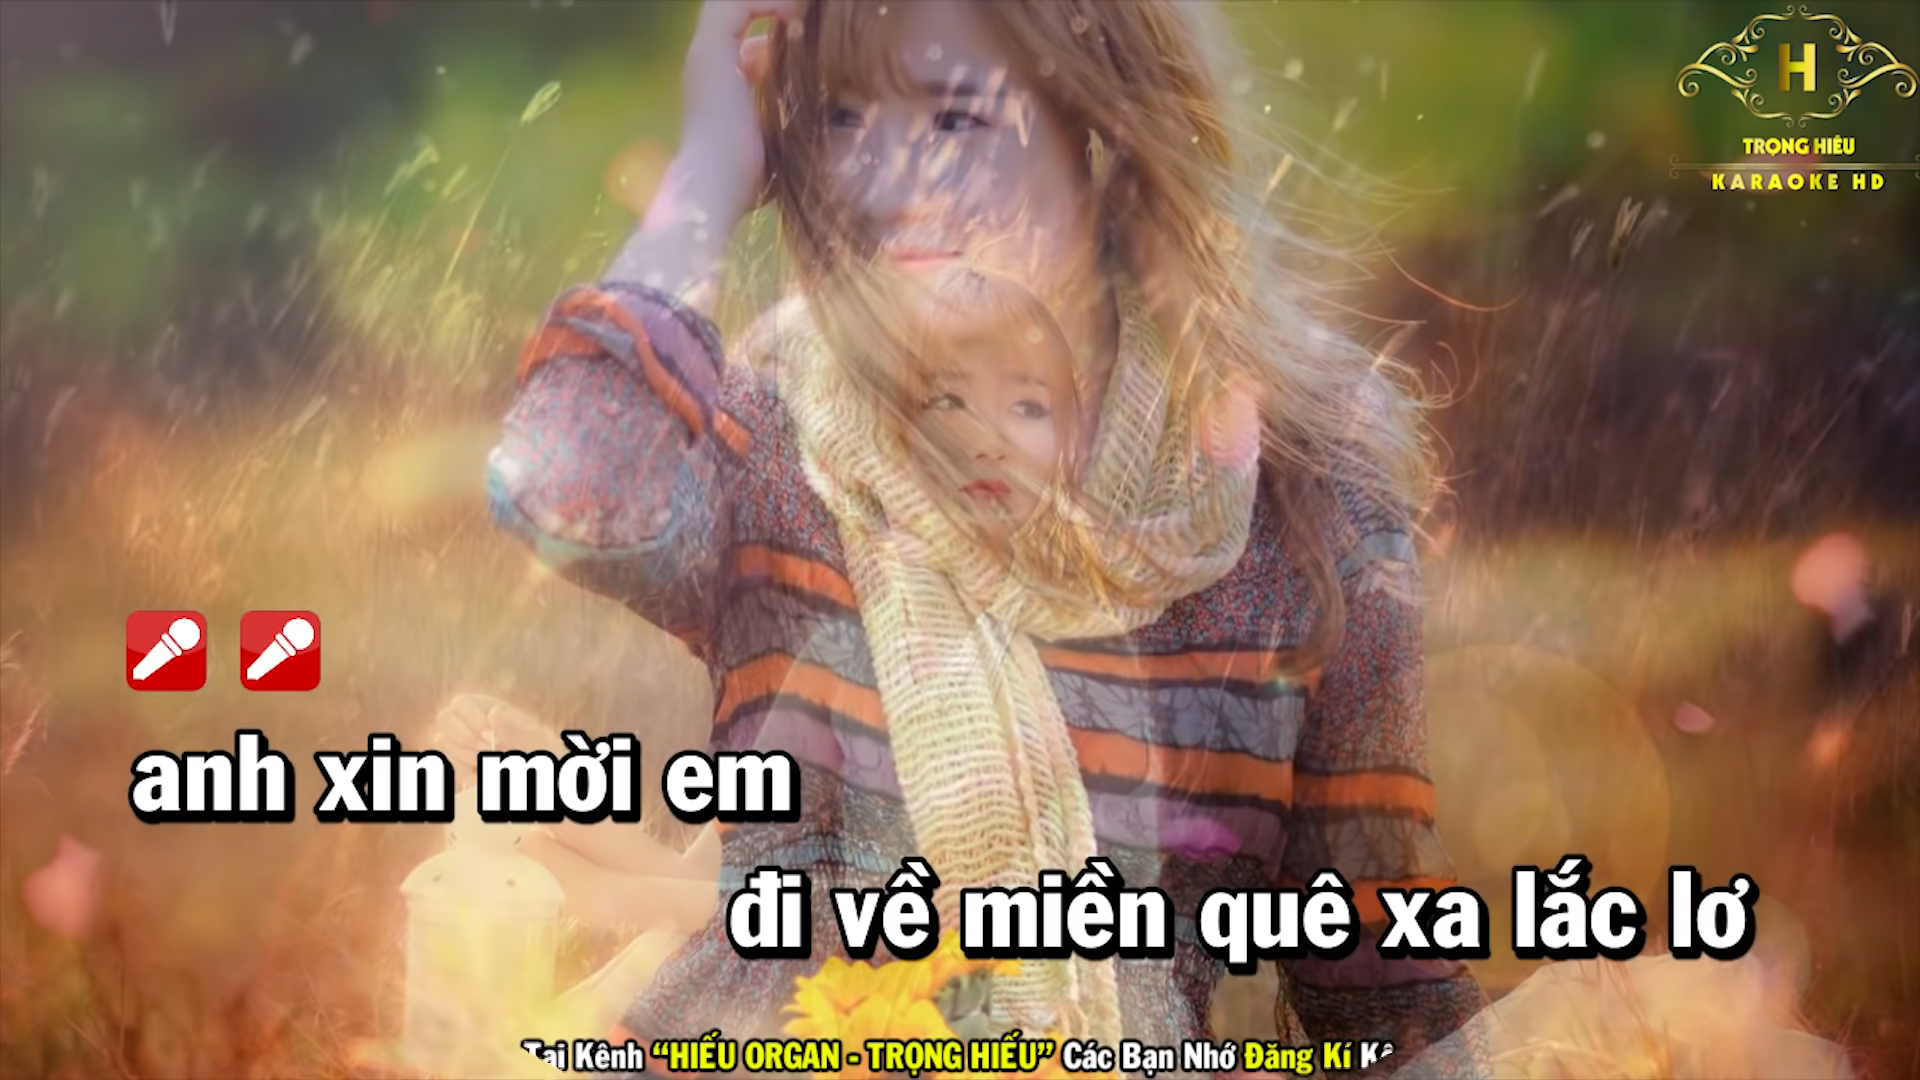 H
TRỌNG HIẾU
KARAOKE HD
anh xin mời em
đi về miền quê xa lắc lơ
Tại Kênh “HIẾU ORGAN - TRỌNG HIẾU” Các Bạn Nhớ Đăng Kí